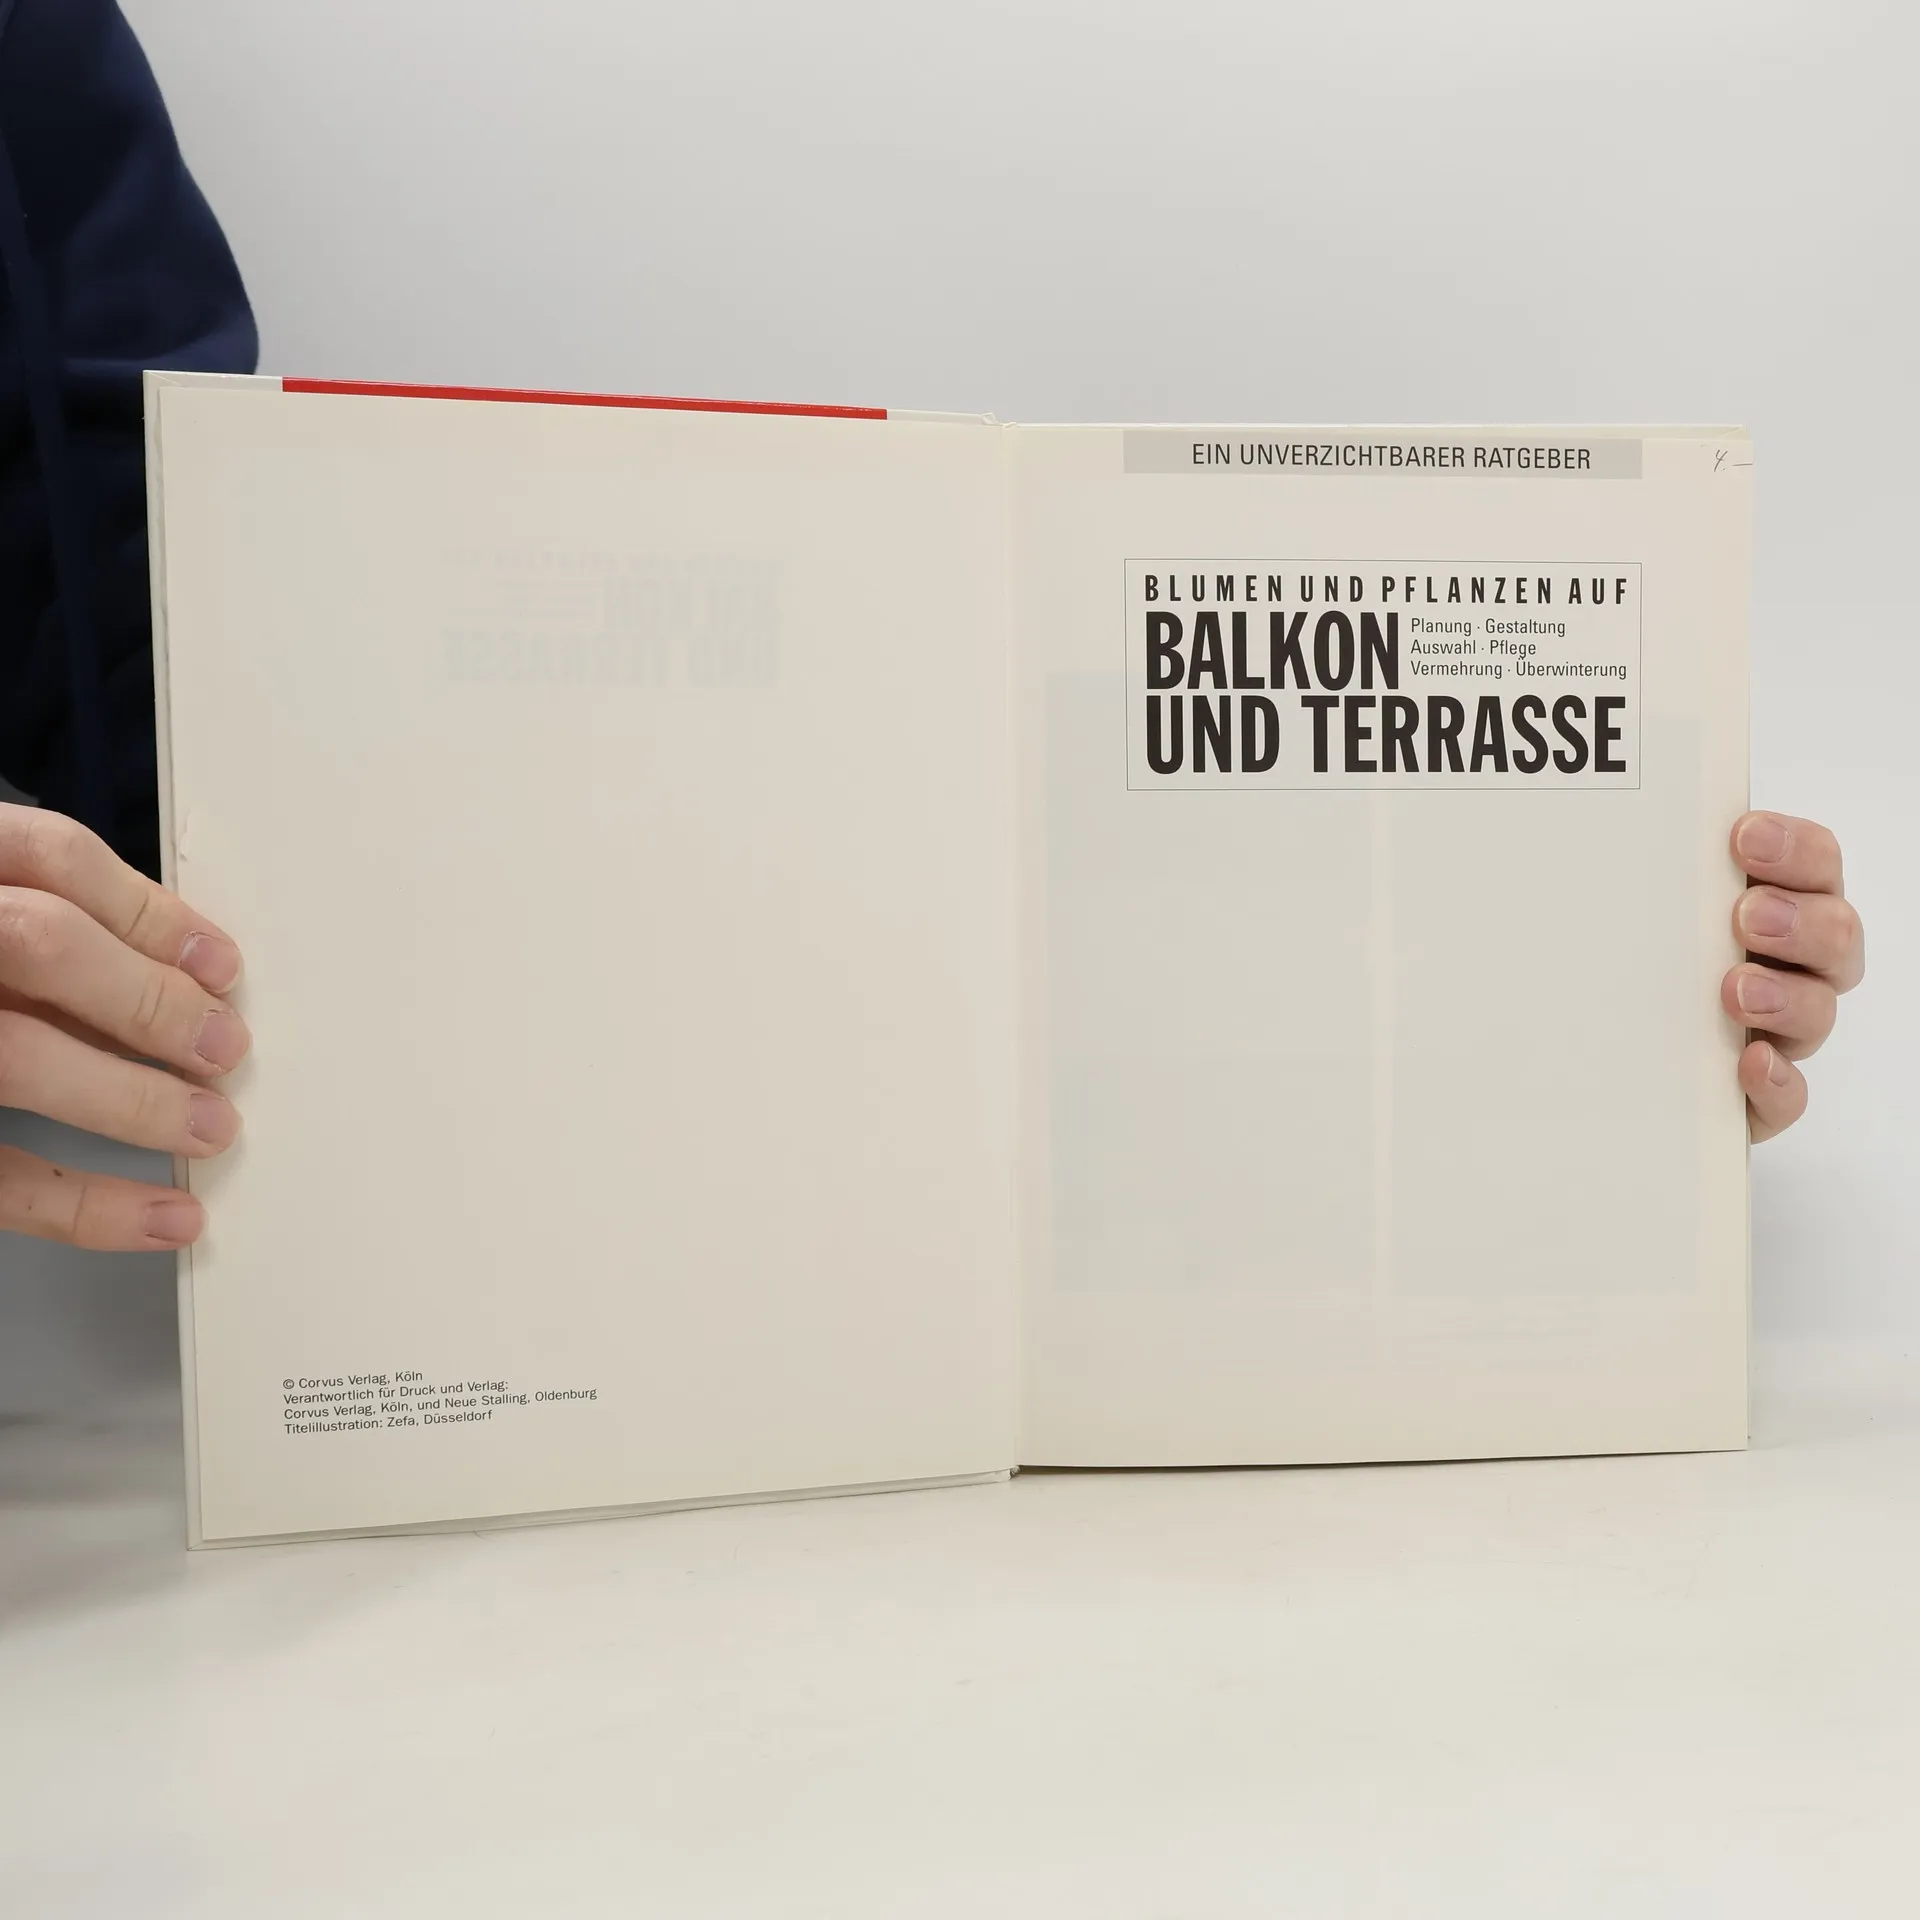 © Corvus Verlag, Köln
Verantwortlich für Druck und Verlag:
Corvus Verlag, Köln, und Neue Stalling, Oldenburg
Titelillustration: Zefa, Düsseldorf
EIN UNVERZICHTBARER RATGEBER
4.—
BLUMEN UND PFLANZEN AUF
BALKON
Planung · Gestaltung
Auswahl · Pflege
Vermehrung · Überwinterung
UND TERRASSE